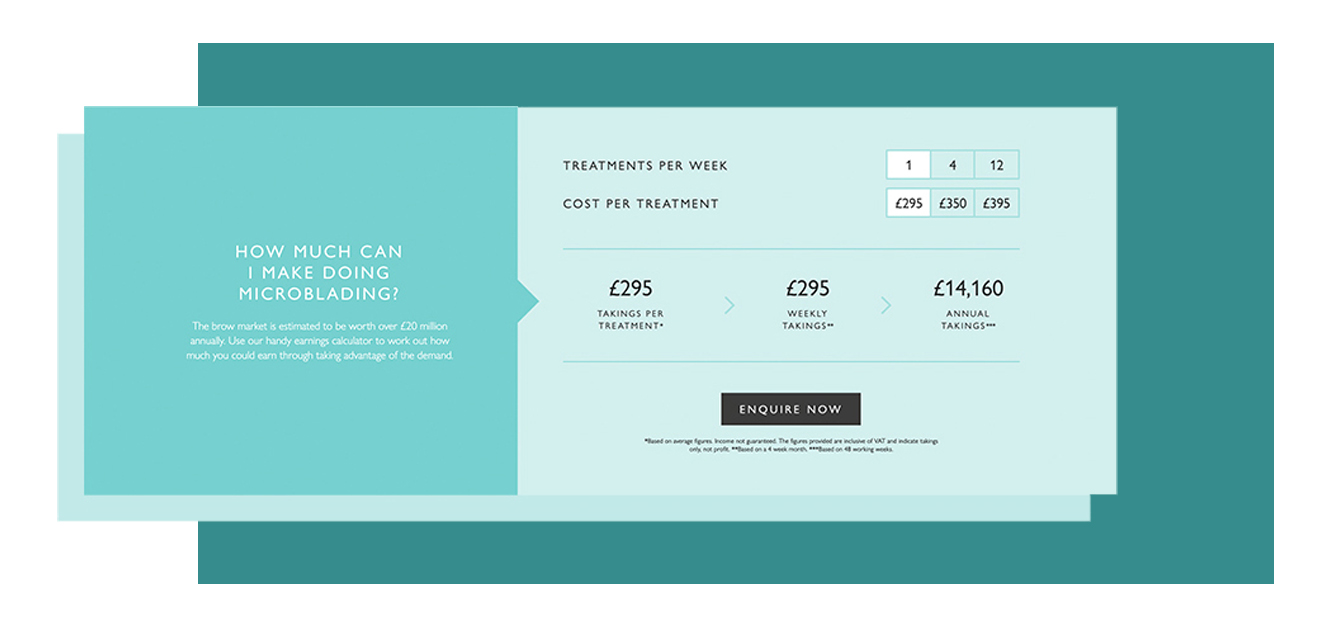 HOW MUCH CAN
I MAKE DOING
MICROBLADING?
The brow market is estimated to be worth over £20 million
annually. Use our handy earnings calculator to work out how
much you could earn through taking advantage of the demand.
TREATMENTS PER WEEK
1 4 12
COST PER TREATMENT
£295 £350 £395
£295
TAKINGS PER
TREATMENT*
£295
WEEKLY
TAKINGS**
£14,160
ANNUAL
TAKINGS***
ENQUIRE NOW
*Based on average figures. Income not guaranteed. The figures provided are inclusive of VAT and indicate takings
only, not profit. **Based on a 4 week month. ***Based on 48 working weeks.